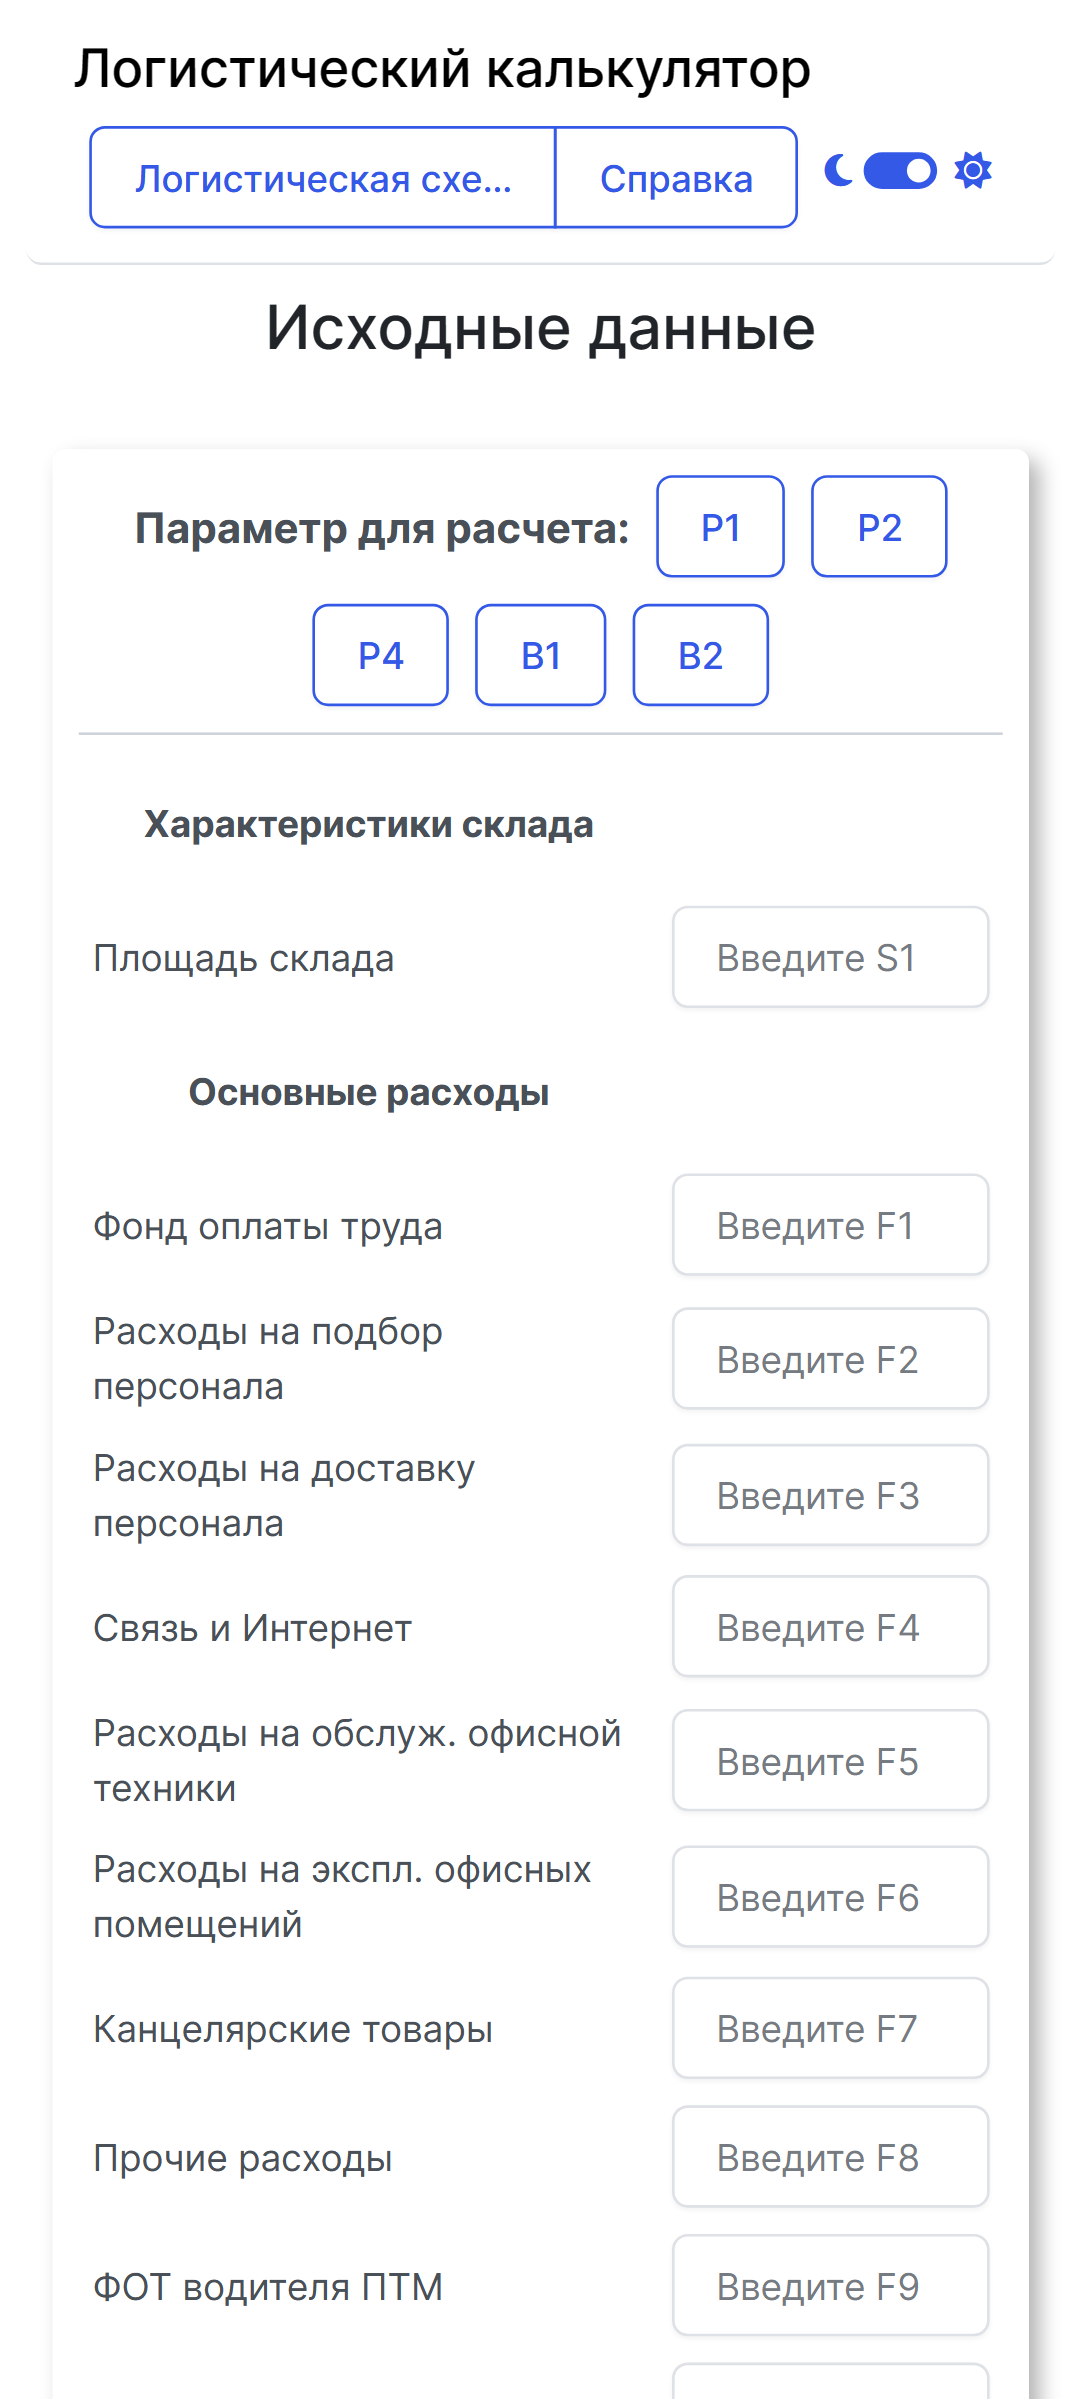 Логистический калькулятор
Логистическая схе...
Справка
Исходные данные
Параметр для расчета: P1 P2
P4 B1 B2
Характеристики склада
Площадь склада
Введите S1
Основные расходы
Фонд оплаты труда
Введите F1
Расходы на подбор
персонала
Введите F2
Расходы на доставку
персонала
Введите F3
Связь и Интернет
Введите F4
Расходы на обслуж. офисной
техники
Введите F5
Расходы на экспл. офисных
помещений
Введите F6
Канцелярские товары
Введите F7
Прочие расходы
Введите F8
ФОТ водителя ПТМ
Введите F9